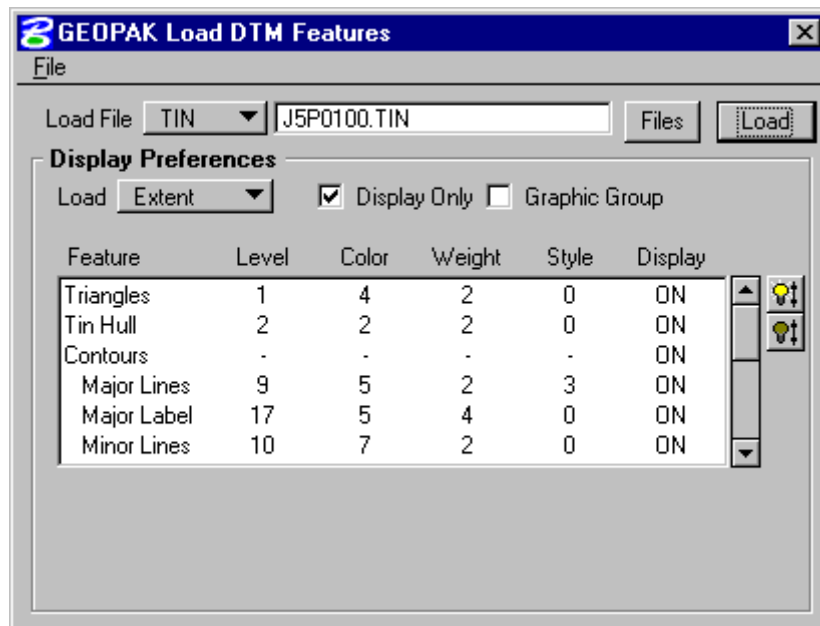 GEOPAK Load DTM Features
File
Load File TIN J5P0100.TIN Files Load
Display Preferences
Load Extent Display Only Graphic Group
Feature Level Color Weight Style Display
Triangles 1 4 2 0 ON
Tin Hull 2 2 2 0 ON
Contours - - - - ON
Major Lines 9 5 2 3 ON
Major Label 17 5 4 0 ON
Minor Lines 10 7 2 0 ON